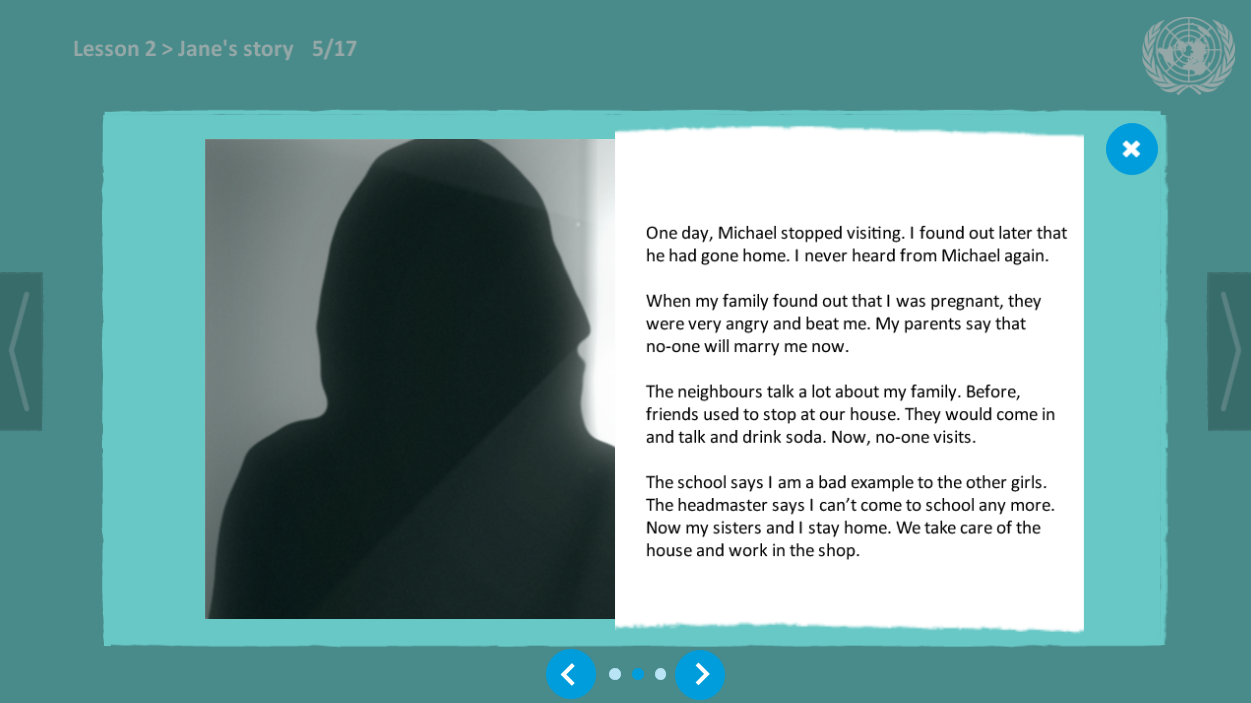 Lesson 2 > Jane's story 5/17
One day, Michael stopped visiting. I found out later that
he had gone home. I never heard from Michael again.
When my family found out that I was pregnant, they
were very angry and beat me. My parents say that
no-one will marry me now.
The neighbours talk a lot about my family. Before,
friends used to stop at our house. They would come in
and talk and drink soda. Now, no-one visits.
The school says I am a bad example to the other girls.
The headmaster says I can’t come to school any more.
Now my sisters and I stay home. We take care of the
house and work in the shop.